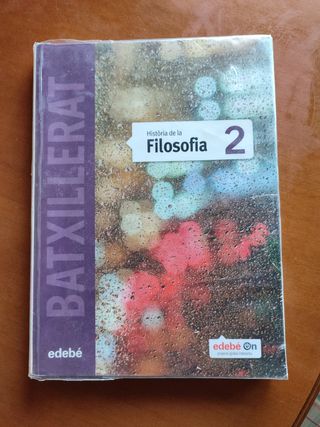 BATXILLERAT
Història de la
Filosofia 2
edebé On
edebé